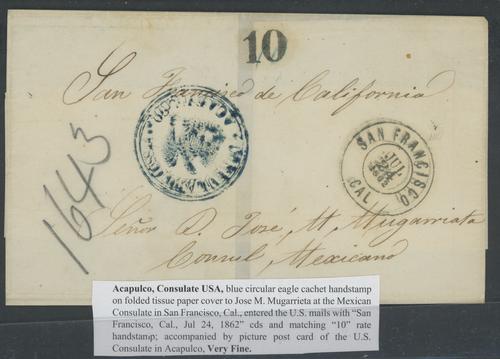 10
San Francisco de California
1643
SAN FRANCISCO
JUL
24
1862
CAL.
Señor D. José M. Mugarrieta
Consul Mexicano
Acapulco, Consulate USA, blue circular eagle cachet handstamp
on folded tissue paper cover to Jose M. Mugarrieta at the Mexican
Consulate in San Francisco, Cal., entered the U.S. mails with “San
Francisco, Cal., Jul 24, 1862” cds and matching “10” rate
handstamp; accompanied by picture post card of the U.S.
Consulate in Acapulco, Very Fine.